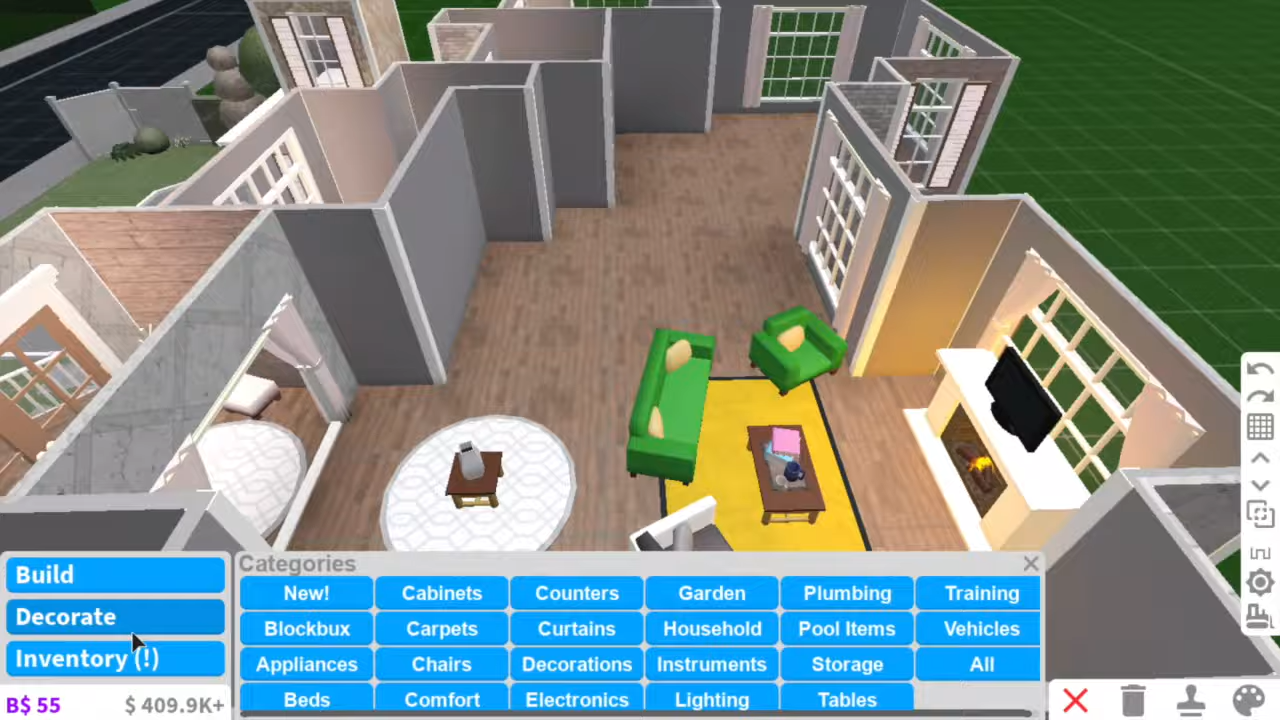 Build
Decorate
Inventory (!)
B$ 55
$ 409.9K+
Categories
New!
Cabinets
Counters
Garden
Plumbing
Training
Blockbux
Carpets
Curtains
Household
Pool Items
Vehicles
Appliances
Chairs
Decorations
Instruments
Storage
All
Beds
Comfort
Electronics
Lighting
Tables